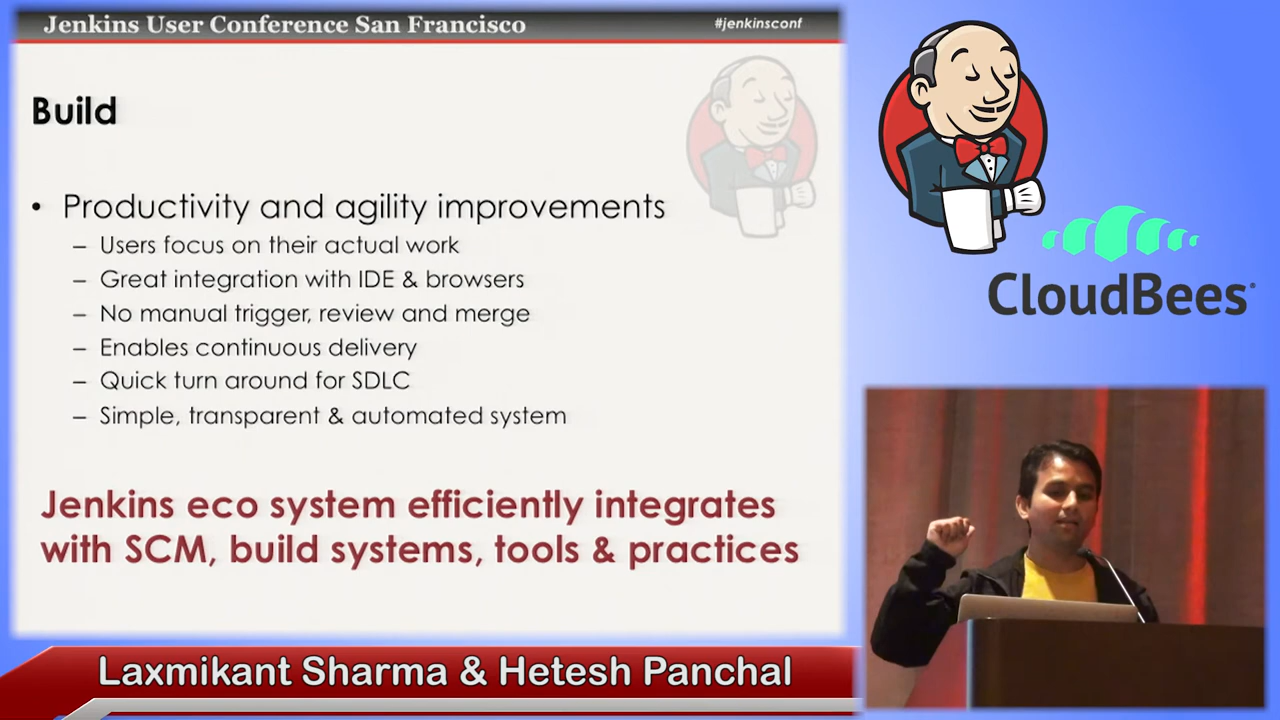 Jenkins User Conference San Francisco
#jenkinsconf
Build
• Productivity and agility improvements
– Users focus on their actual work
– Great integration with IDE & browsers
– No manual trigger, review and merge
– Enables continuous delivery
– Quick turn around for SDLC
– Simple, transparent & automated system
Jenkins eco system efficiently integrates
with SCM, build systems, tools & practices
CloudBees
Laxmikant Sharma & Hetesh Panchal